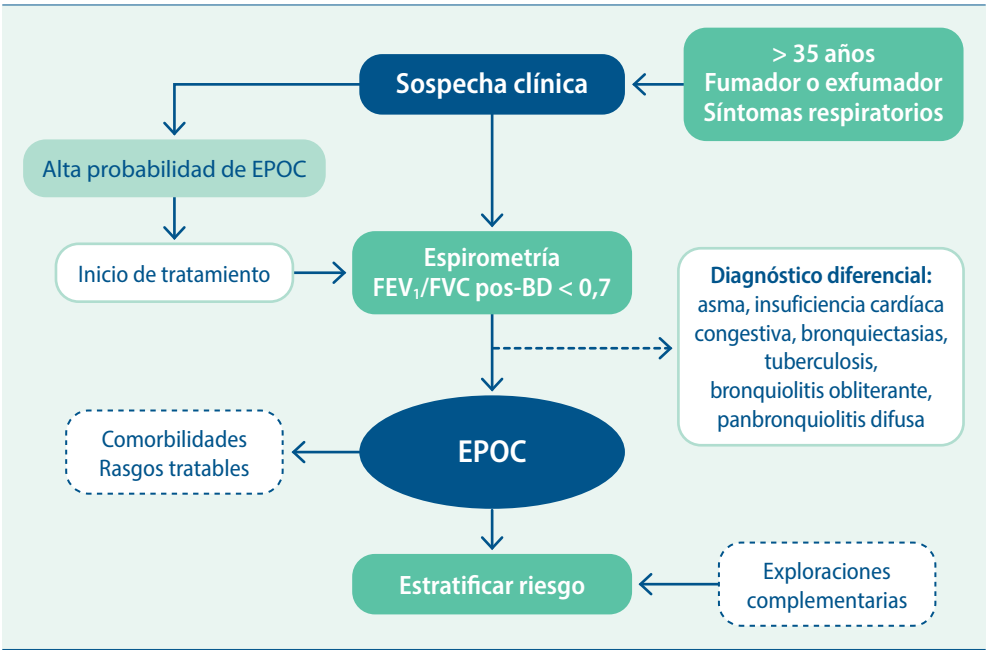 > 35 años
Fumador o exfumador
Síntomas respiratorios
Sospecha clínica
Alta probabilidad de EPOC
Inicio de tratamiento
Espirometría
FEV₁/FVC pos-BD < 0,7
Diagnóstico diferencial:
asma, insuficiencia cardíaca
congestiva, bronquiectasias,
tuberculosis,
bronquiolitis obliterante,
panbronquiolitis difusa
EPOC
Comorbilidades
Rasgos tratables
Estratificar riesgo
Exploraciones
complementarias